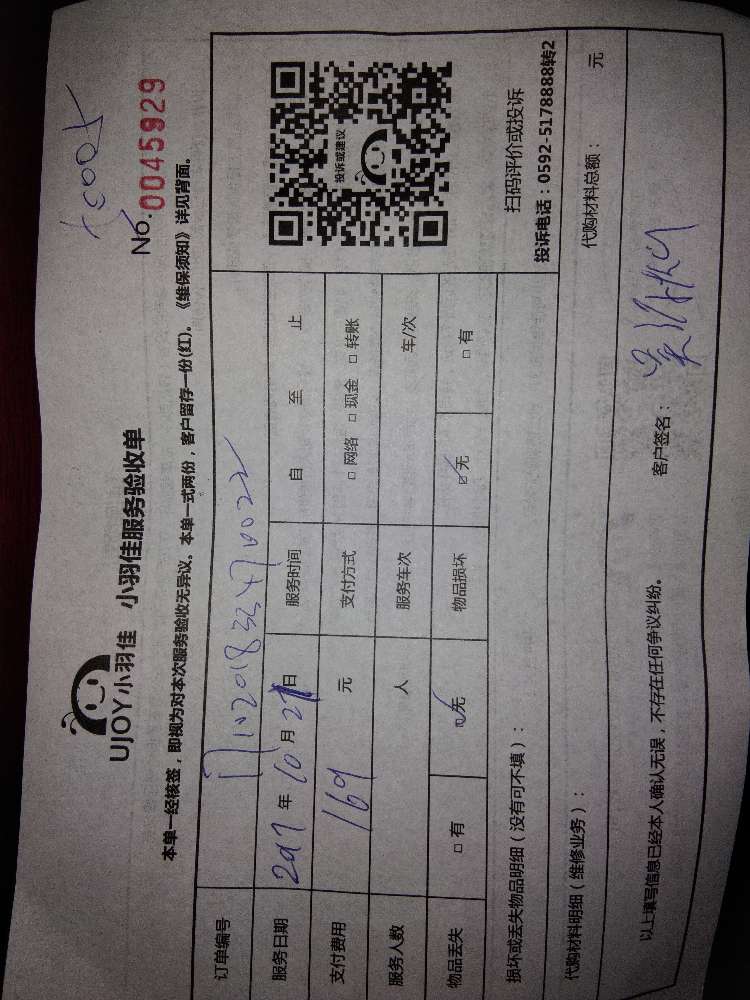 UJOY小羽佳 小羽佳服务验收单
No. 0045929
本单一经核签，即视为对本次服务验收无异议。本单一式两份，客户留存一份(红)。《维保须知》详见背面。
订单编号
服务日期 年 10 月 日 服务时间 自 至 止
支付费用 169 元 支付方式 □ 网络 □ 现金 □ 转账
服务人数 人 服务车次 车/次
物品丢失 □ 有 ☑ 无 物品损坏 ☑ 无 □ 有
投诉或建议
扫码评价或投诉
投诉电话：0592-5178888转2
损坏或丢失物品明细（没有可不填）：
代购材料明细（维修业务）： 代购材料总额： 元
以上填写信息已经本人确认无误，不存在任何争议纠纷。 客户签名：